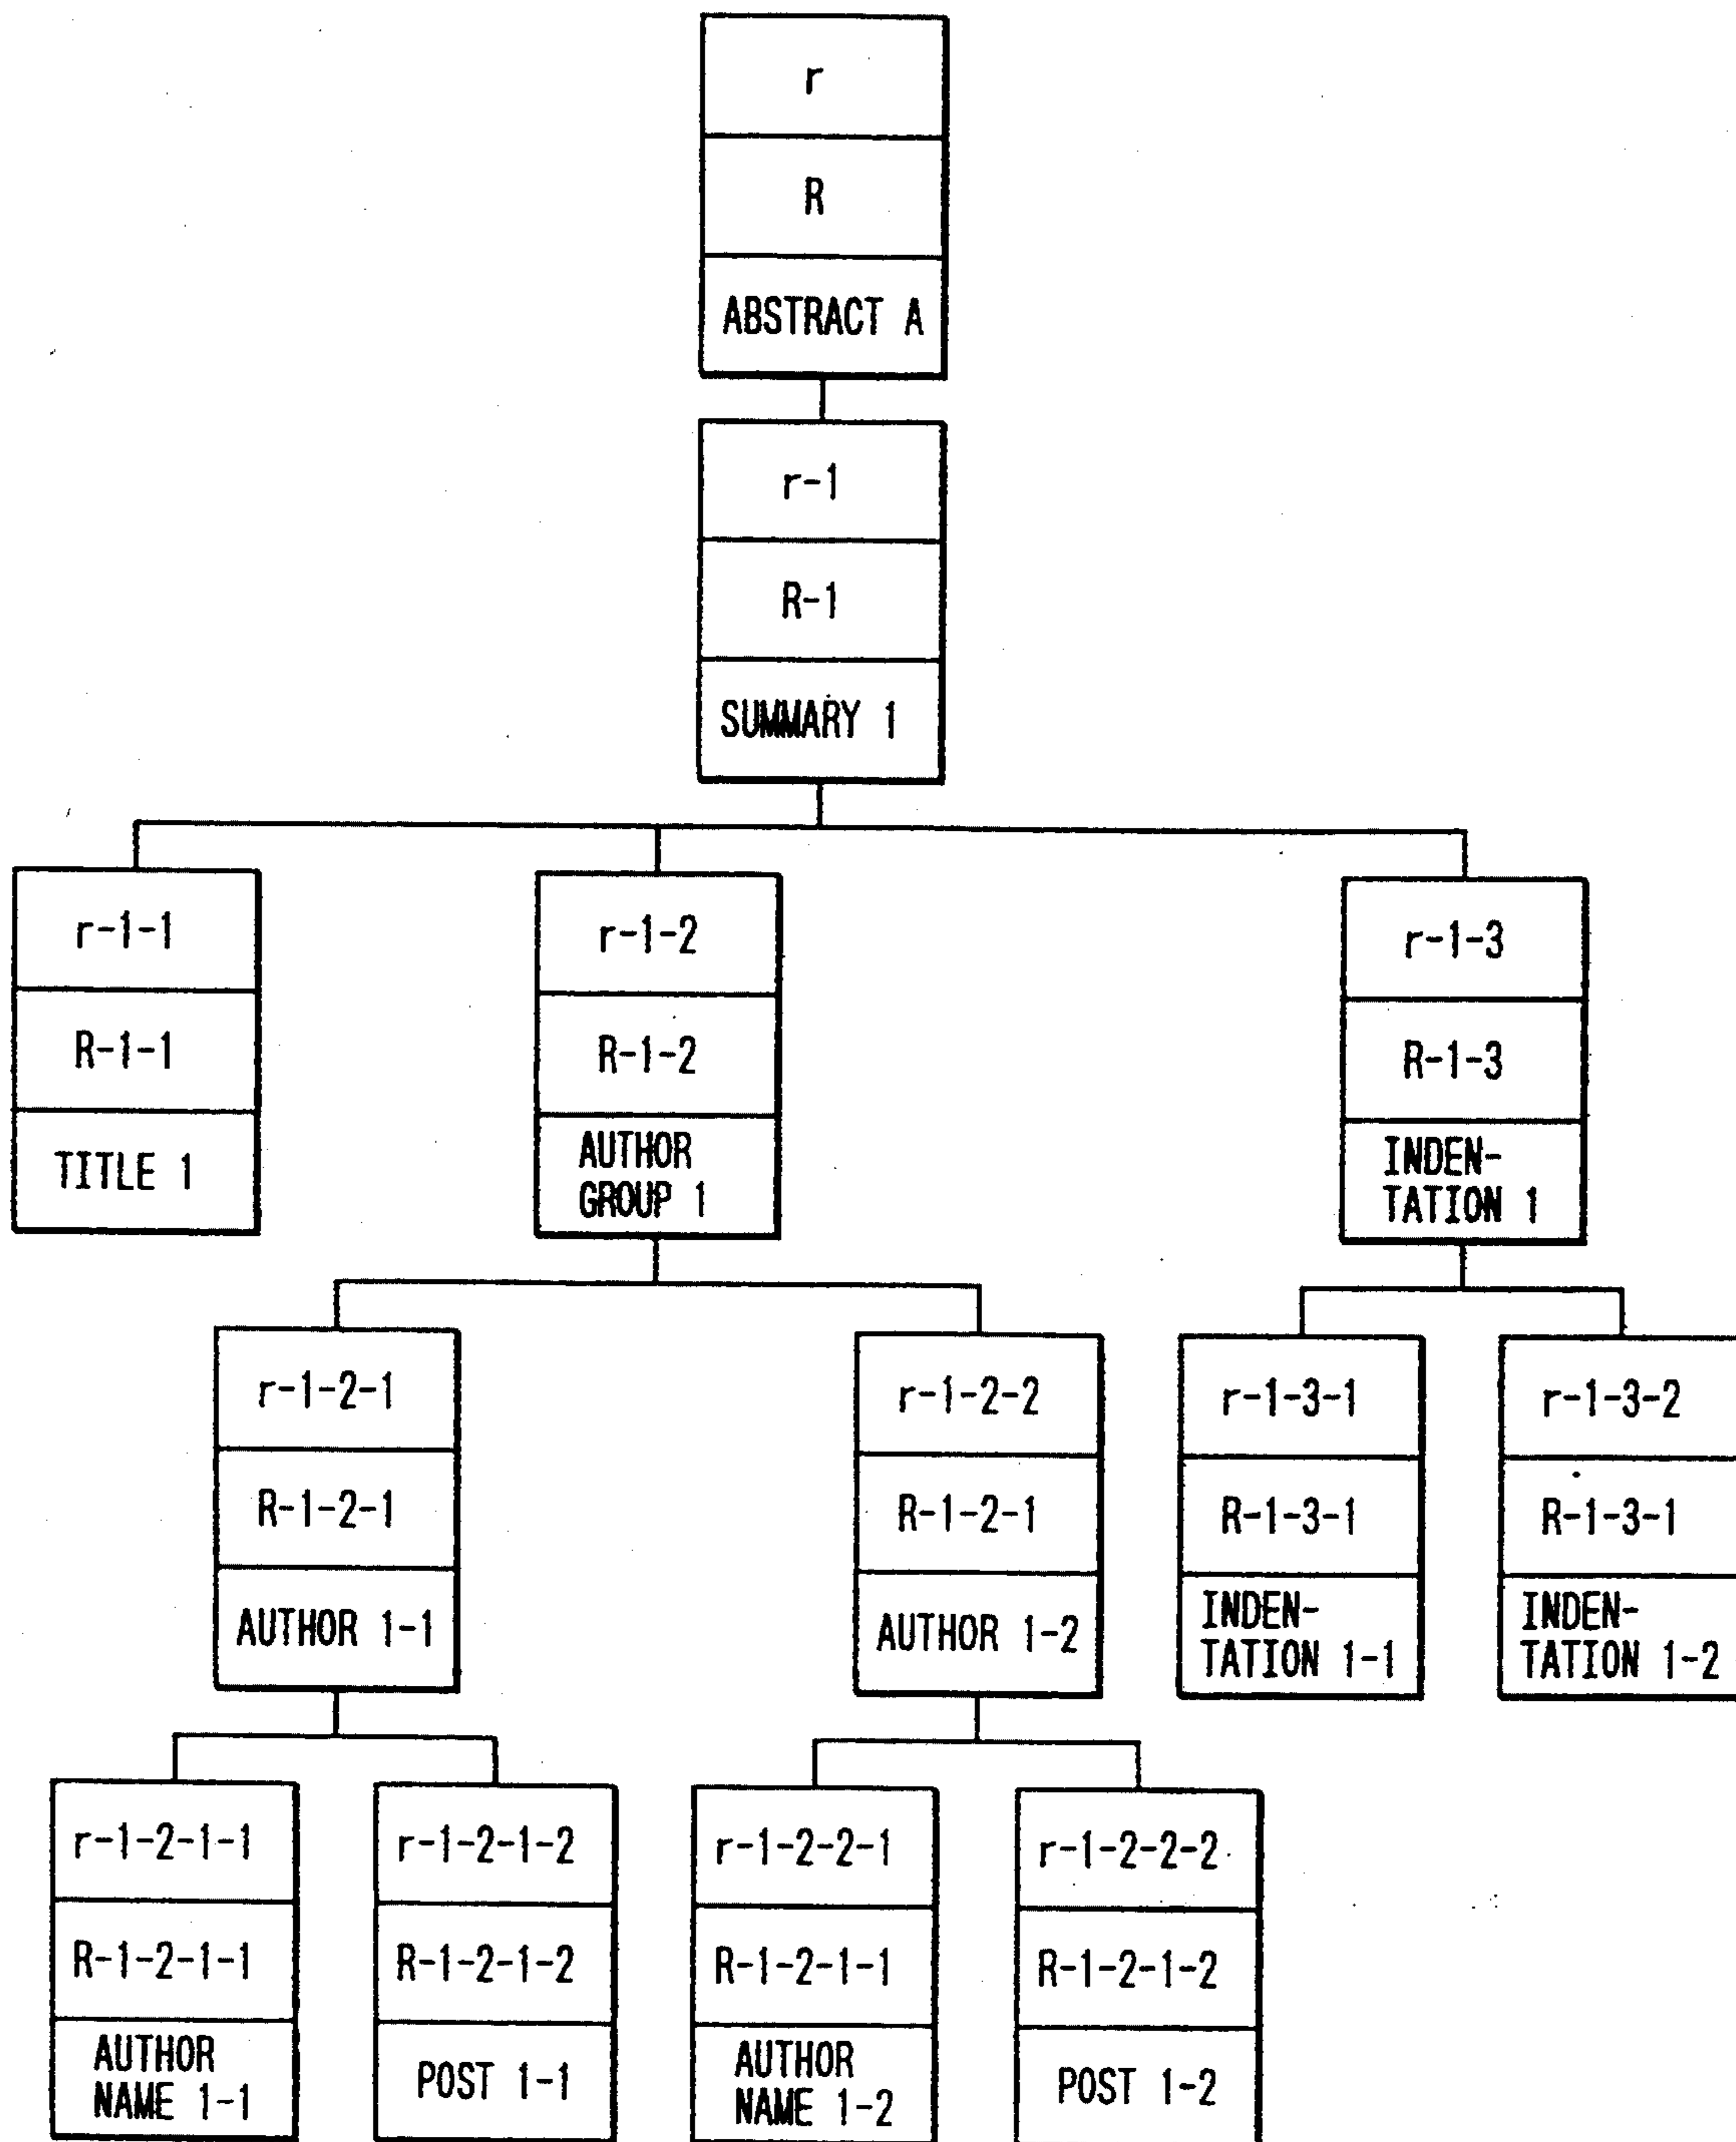 r
R
ABSTRACT A
r-1
R-1
SUMMARY 1
r-1-1
R-1-1
TITLE 1
r-1-2
R-1-2
AUTHOR
GROUP 1
r-1-3
R-1-3
INDEN-
TATION 1
r-1-2-1
R-1-2-1
AUTHOR 1-1
r-1-2-2
R-1-2-1
AUTHOR 1-2
r-1-3-1
R-1-3-1
INDEN-
TATION 1-1
r-1-3-2
R-1-3-1
INDEN-
TATION 1-2
r-1-2-1-1
R-1-2-1-1
AUTHOR
NAME 1-1
r-1-2-1-2
R-1-2-1-2
POST 1-1
r-1-2-2-1
R-1-2-1-1
AUTHOR
NAME 1-2
r-1-2-2-2
R-1-2-1-2
POST 1-2